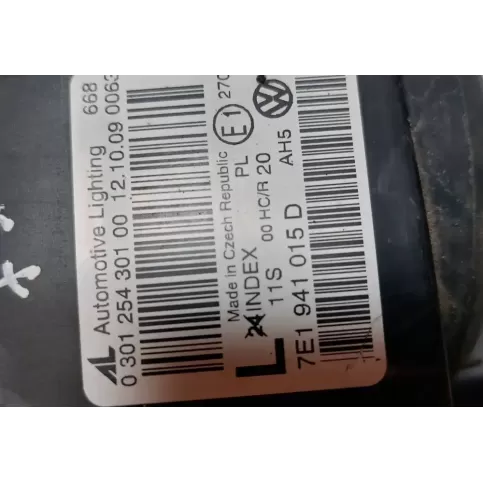 AL Automotive Lighting 668
0 301 254 301 00 12.10.09 0063
Made in Czech Republic E1 270
L INDEX PL
11S 00 HC/R 20
7E1 941 015 D AH5